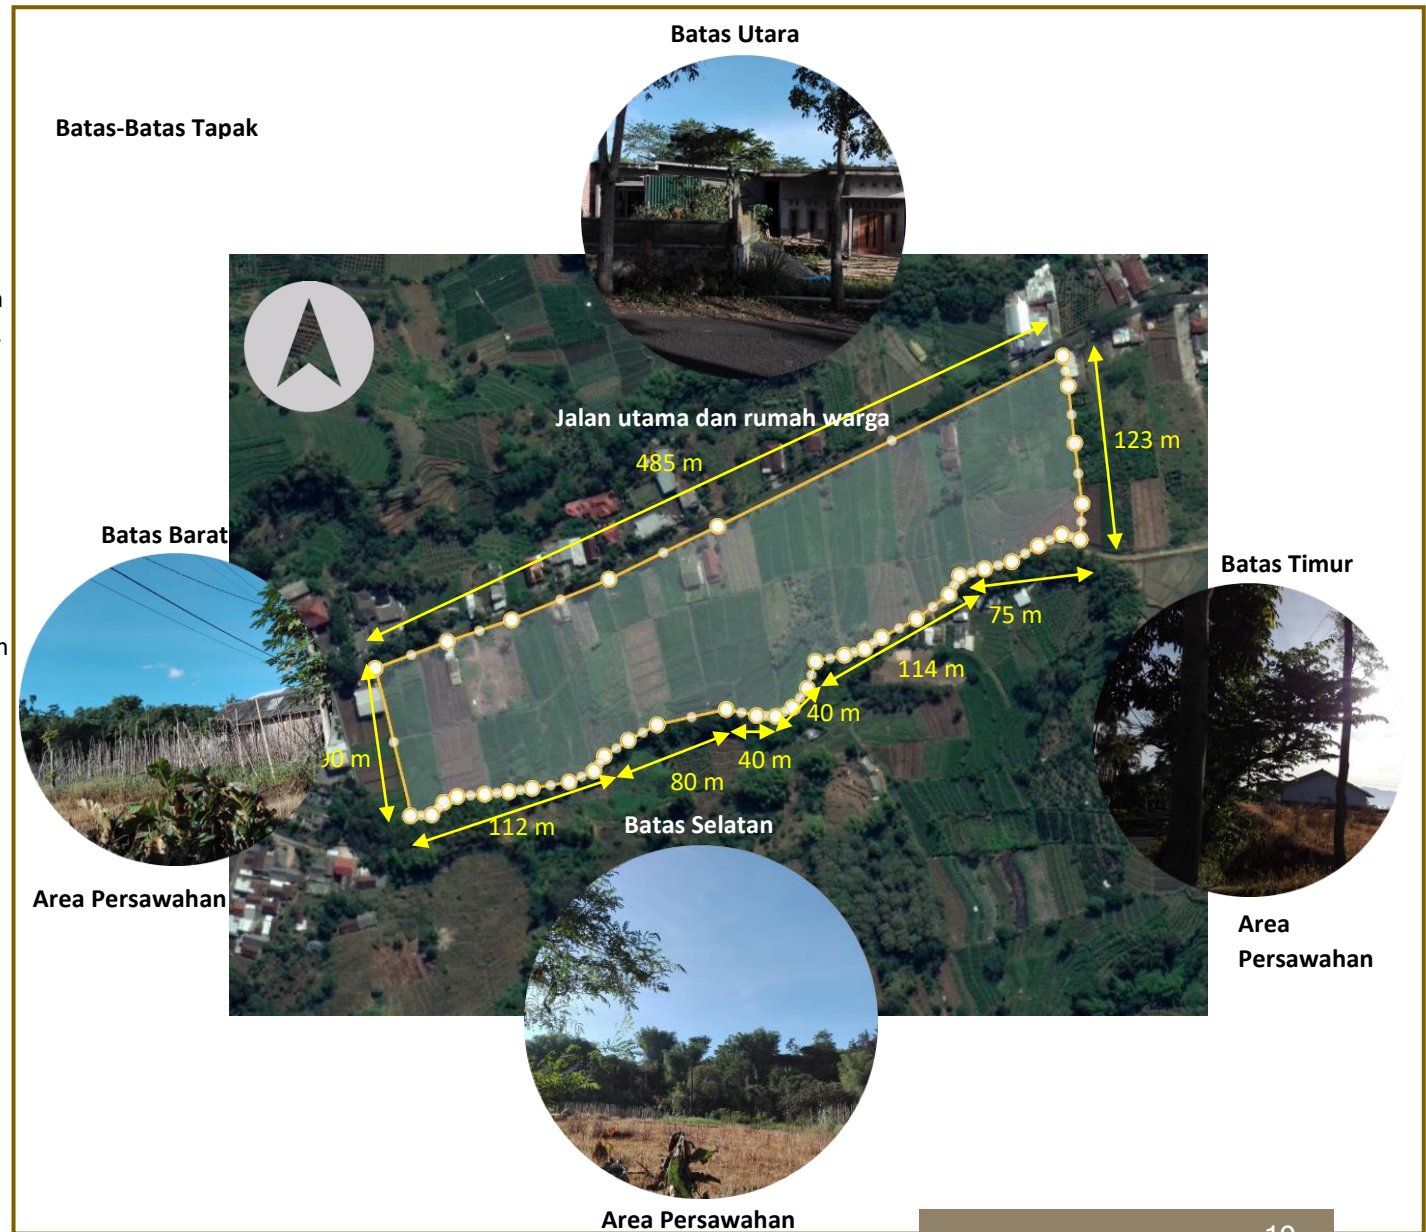 Batas Utara
Batas-Batas Tapak
Jalan utama dan rumah warga
485 m
123 m
Batas Barat
Batas Timur
75 m
114 m
40 m
40 m
80 m
112 m
Batas Selatan
Area Persawahan
Area
Persawahan
Area Persawahan